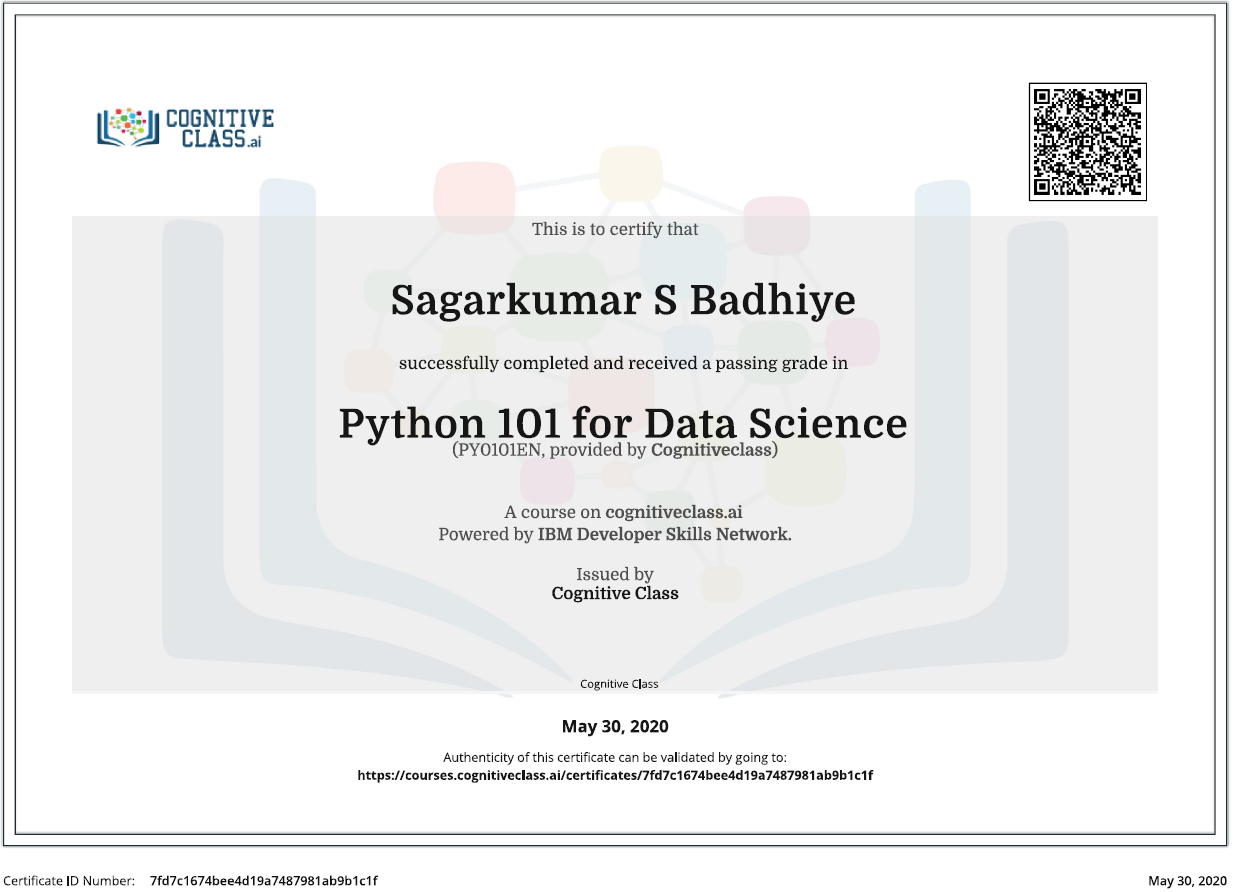 COGNITIVE
CLASS.ai
This is to certify that
Sagarkumar S Badhiye
successfully completed and received a passing grade in
Python 101 for Data Science
(PY0101EN, provided by Cognitiveclass)
A course on cognitiveclass.ai
Powered by IBM Developer Skills Network.
Issued by
Cognitive Class
Cognitive Class
May 30, 2020
Authenticity of this certificate can be validated by going to:
https://courses.cognitiveclass.ai/certificates/7fd7c1674bee4d19a7487981ab9b1c1f
Certificate ID Number: 7fd7c1674bee4d19a7487981ab9b1c1f May 30, 2020